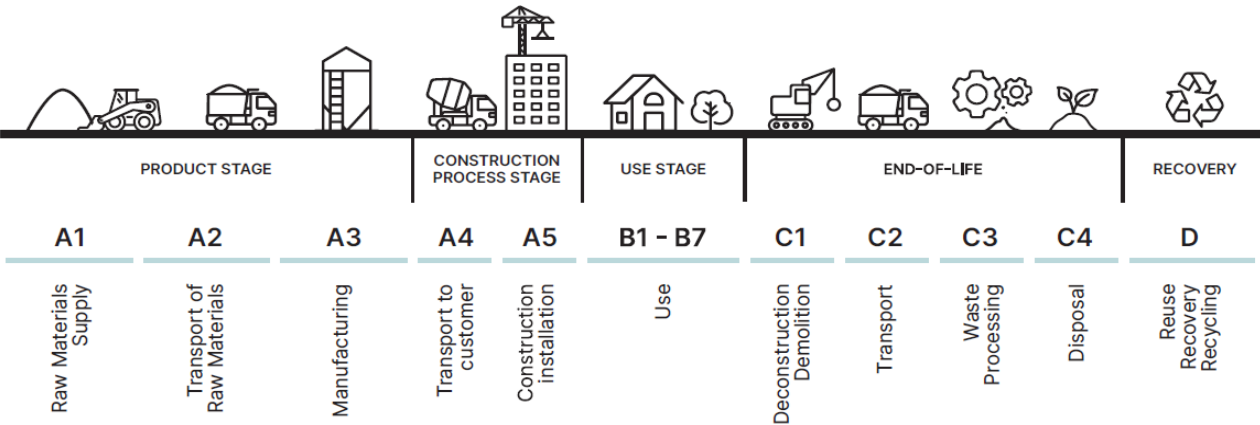 PRODUCT STAGE
CONSTRUCTION
PROCESS STAGE
USE STAGE
END-OF-LIFE
RECOVERY
A1
A2
A3
A4
A5
B1 - B7
C1
C2
C3
C4
D
Raw Materials
Supply
Transport of
Raw Materials
Manufacturing
Transport to
customer
Construction
installation
Use
Deconstruction
Demolition
Transport
Waste
Processing
Disposal
Reuse
Recovery
Recycling